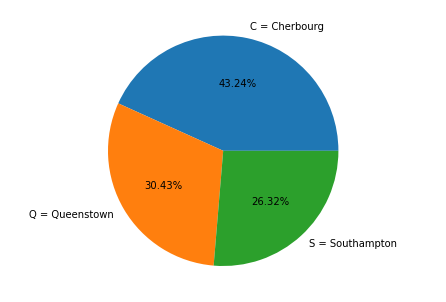 C = Cherbourg
43.24%
30.43%
26.32%
Q = Queenstown
S = Southampton